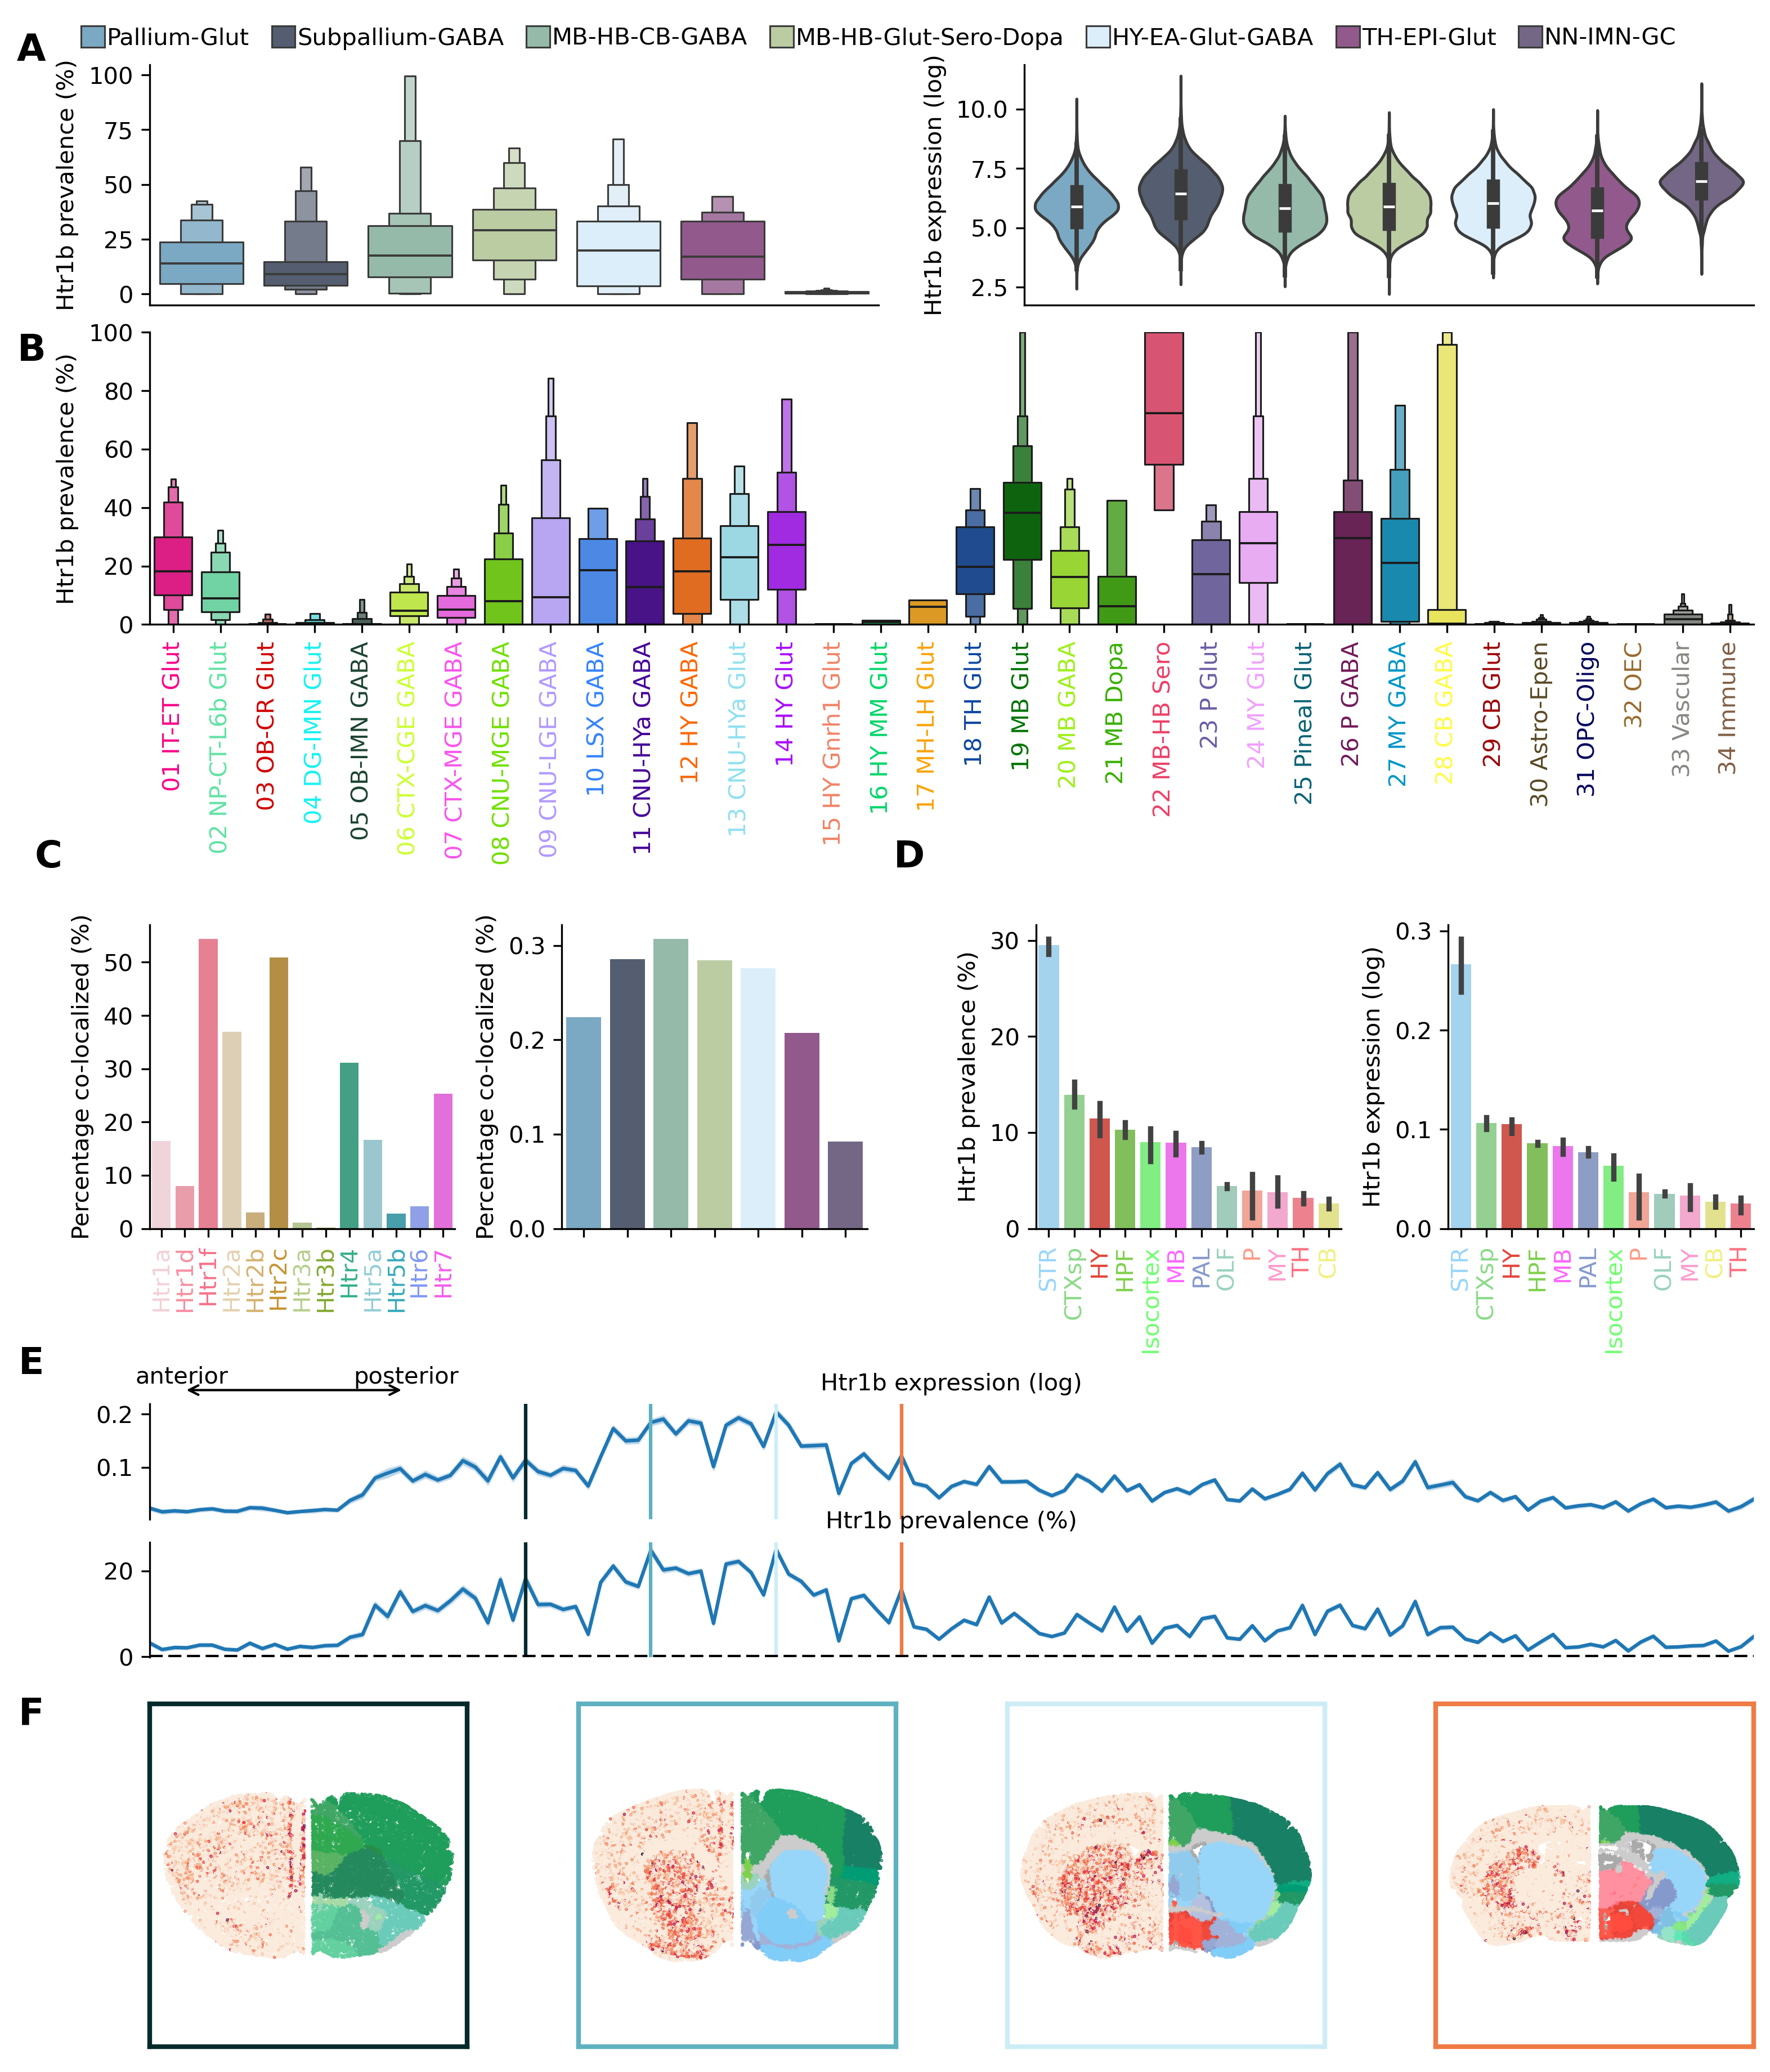 A
Pallium-Glut Subpallium-GABA MB-HB-CB-GABA MB-HB-Glut-Sero-Dopa HY-EA-Glut-GABA TH-EPI-Glut NN-IMN-GC
Htr1b prevalence (%)
100
75
50
25
0
Htr1b expression (log)
10.0
7.5
5.0
2.5
B
Htr1b prevalence (%)
100
80
60
40
20
0
01 IT-ET Glut
02 NP-CT-L6b Glut
03 OB-CR Glut
04 DG-IMN Glut
05 OB-IMN GABA
06 CTX-CGE GABA
07 CTX-MGE GABA
08 CNU-MGE GABA
09 CNU-LGE GABA
10 LSX GABA
11 CNU-HYa GABA
12 HY GABA
13 CNU-HYa Glut
14 HY Glut
15 HY Gnrh1 Glut
16 HY MM Glut
17 MH-LH Glut
18 TH Glut
19 MB Glut
20 MB GABA
21 MB Dopa
22 MB-HB Sero
23 P Glut
24 MY Glut
25 Pineal Glut
26 P GABA
27 MY GABA
28 CB GABA
29 CB Glut
30 Astro-Epen
31 OPC-Oligo
32 OEC
33 Vascular
34 Immune
C
Percentage co-localized (%)
50
40
30
20
10
0
Htr1a
Htr1d
Htr1f
Htr2a
Htr2b
Htr2c
Htr3a
Htr3b
Htr4
Htr5a
Htr5b
Htr6
Htr7
Percentage co-localized (%)
0.3
0.2
0.1
0.0
D
Htr1b prevalence (%)
30
20
10
0
STR
CTXsp
HY
HPF
Isocortex
MB
PAL
OLF
P
MY
TH
CB
Htr1b expression (log)
0.3
0.2
0.1
0.0
STR
CTXsp
HY
HPF
MB
PAL
Isocortex
P
OLF
MY
CB
TH
E
anterior posterior
Htr1b expression (log)
0.2
0.1
Htr1b prevalence (%)
20
0
F